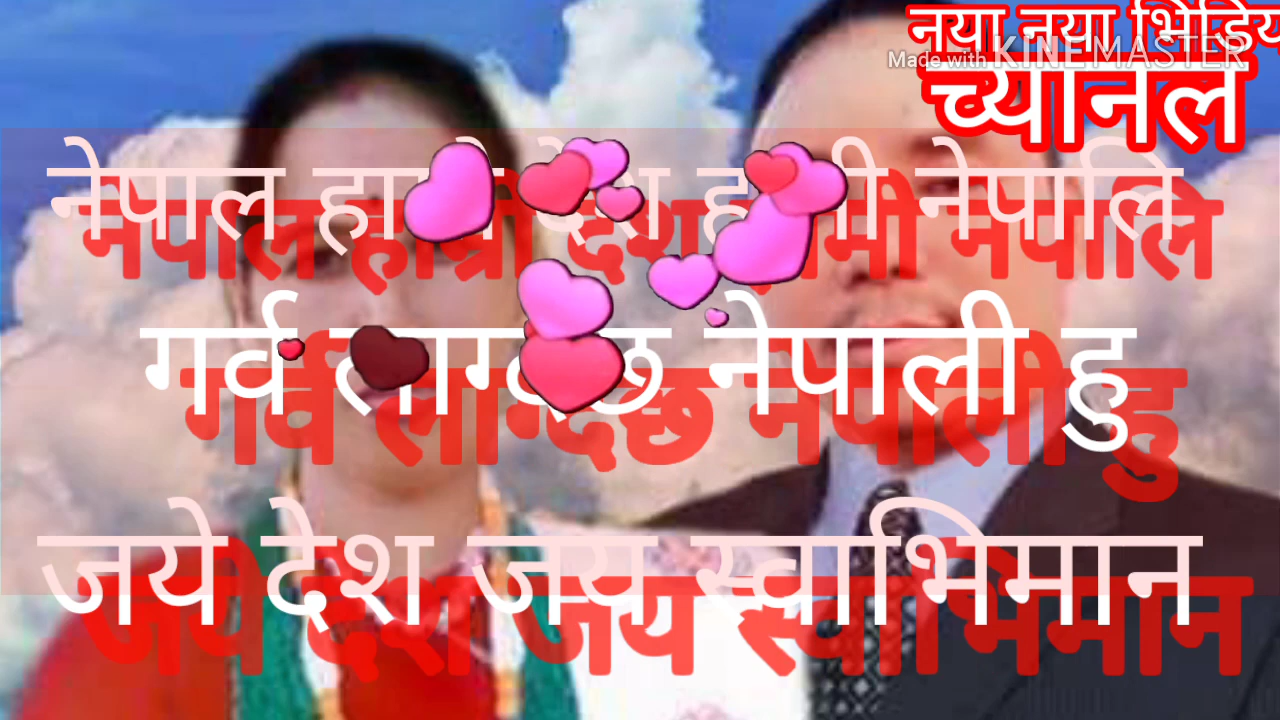 नया नया भिडिय
Made with KINEMASTER
च्यानल
नेपाल हाम्रो देश हामी नेपालि
गर्व लाग्दछ नेपाली हु
जये देश जय स्वाभिमान